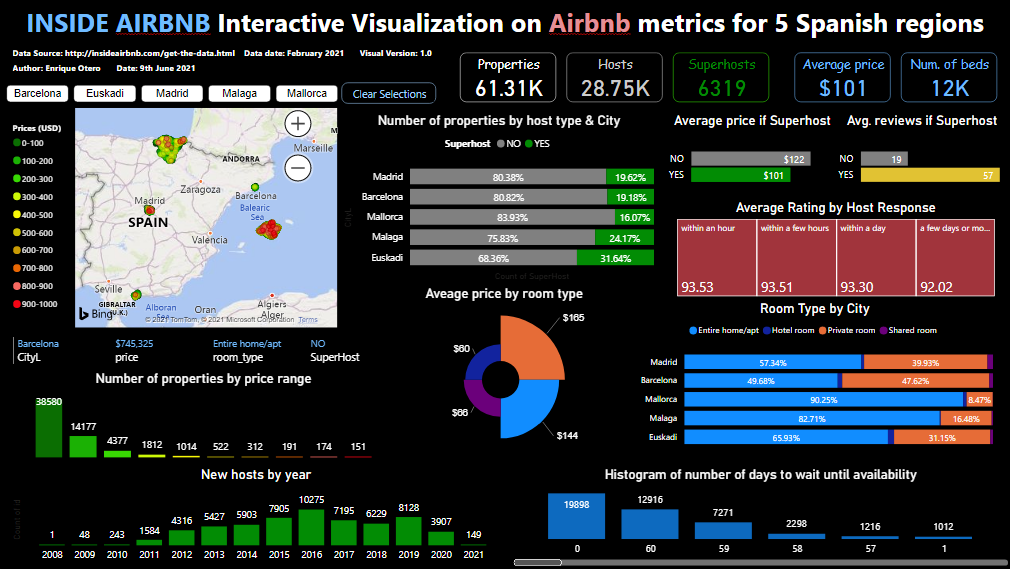 INSIDE AIRBNB Interactive Visualization on Airbnb metrics for 5 Spanish regions
Data Source: http://insideairbnb.com/get-the-data.html Data date: February 2021 Visual Version: 1.0
Author: Enrique Otero Date: 9th June 2021
Properties
61.31K
Hosts
28.75K
Superhosts
6319
Average price
$101
Num. of beds
12K
Barcelona
Euskadi
Madrid
Malaga
Mallorca
Clear Selections
Prices (USD)
0-100
100-200
200-300
300-400
400-500
500-600
600-700
700-800
800-900
900-1000
Marseille
ANDORRA
Zaragoza
Barcelona
Madrid
Balearic
Sea
SPAIN
Valencia
Seville
GIBRALTAR
(U.K.)
Alboran
Sea
Oran
Algiers
Alger
Bing
© 2021 TomTom, © 2021 Microsoft Corporation Terms
Barcelona
CityL
$745,325
price
Entire home/apt
room_type
NO
SuperHost
Number of properties by host type & City
Superhost NO YES
Madrid 80.38% 19.62%
Barcelona 80.82% 19.18%
Mallorca 83.93% 16.07%
Malaga 75.83% 24.17%
Euskadi 68.36% 31.64%
CityL
Count of SuperHost
Average price if Superhost
NO $122
YES $101
Avg. reviews if Superhost
NO 19
YES 57
Average Rating by Host Response
within an hour
93.53
within a few hours
93.51
within a day
93.30
a few days or mo...
92.02
Aveage price by room type
$165
$60
$66
$144
Room Type by City
Entire home/apt Hotel room Private room Shared room
Madrid 57.34% 39.93%
Barcelona 49.68% 47.62%
Mallorca 90.25% 8.47%
Malaga 82.71% 16.48%
Euskadi 65.93% 31.15%
Number of properties by price range
38580 14177 4377 1812 1014 522 312 191 174 151
New hosts by year
Count of id
1 48 243 1584 4316 5427 5903 7905 10275 7195 6229 8128 3907 149
2008 2009 2010 2011 2012 2013 2014 2015 2016 2017 2018 2019 2020 2021
Histogram of number of days to wait until availability
19898 12916 7271 2298 1216 1012
0 60 59 58 57 1